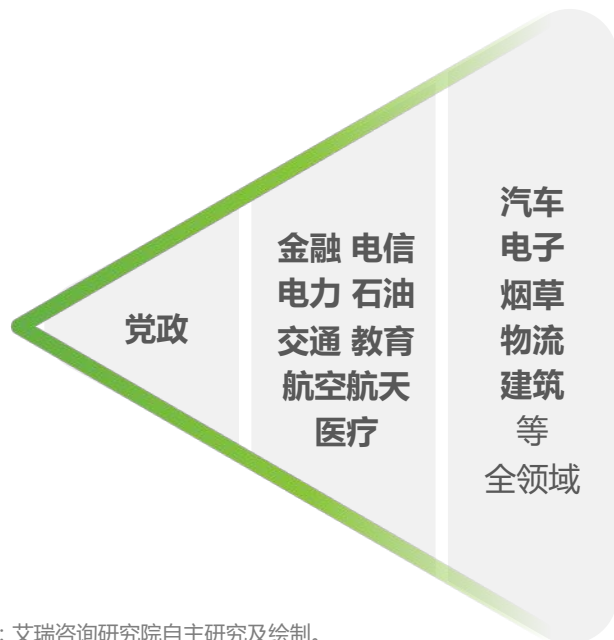 党政
金融 电信
电力 石油
交通 教育
航空航天
医疗
汽车
电子
烟草
物流
建筑
等
全领域
：艾瑞咨询研究院自主研究及绘制。